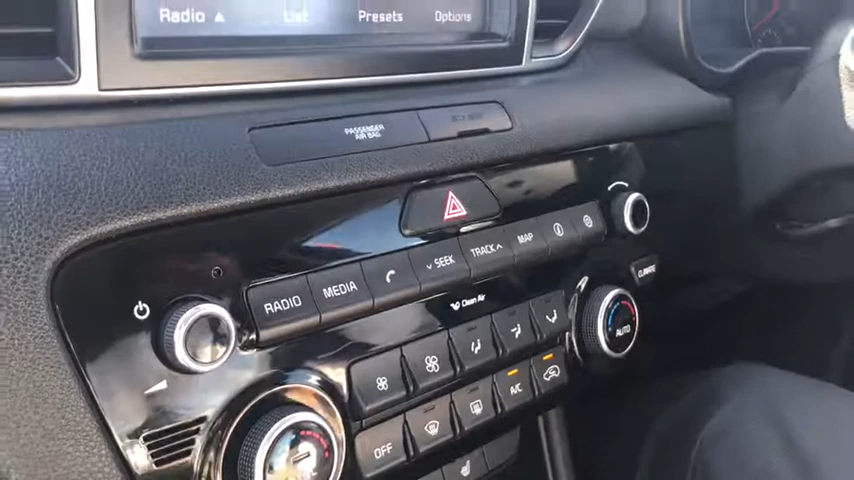 Radio List Presets Options
PASSENGER
AIR BAG
RADIO MEDIA SEEK TRACK MAP
Clean Air
CLIMATE
AUTO
OFF A/C